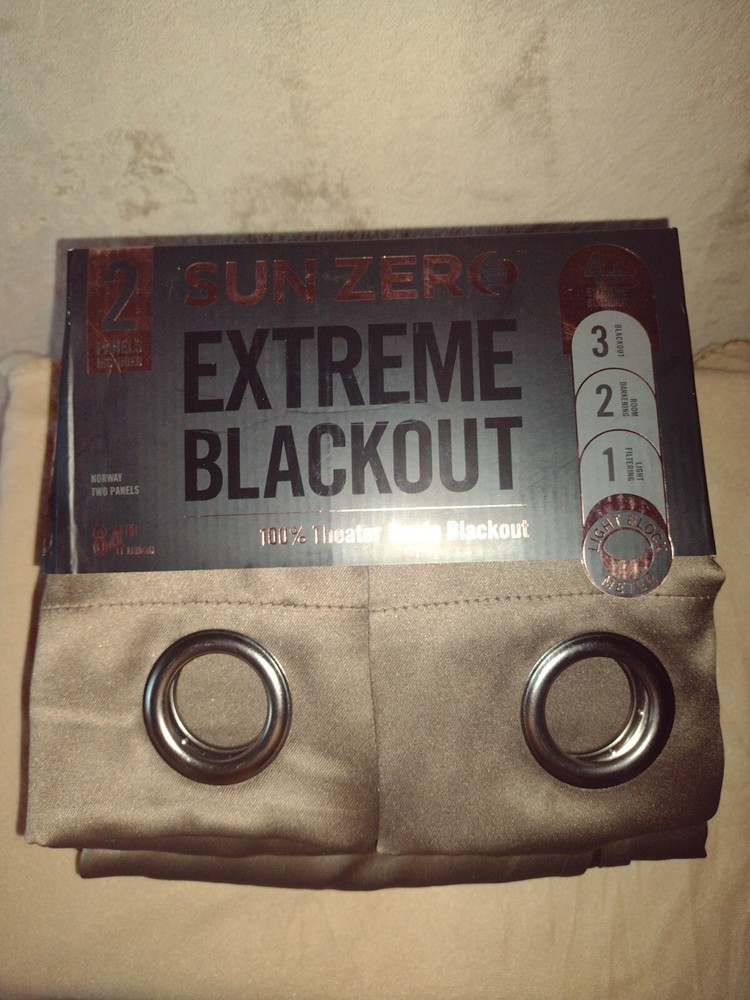 2
PANELS
INCLUDED
SUN ZERO
EXTREME
BLACKOUT
NORWAY
TWO PANELS
84"
100% Theater Grade Blackout
3
BLACKOUT
2
ROOM
DARKENING
1
LIGHT
FILTERING
LIGHT BLOCK
METER